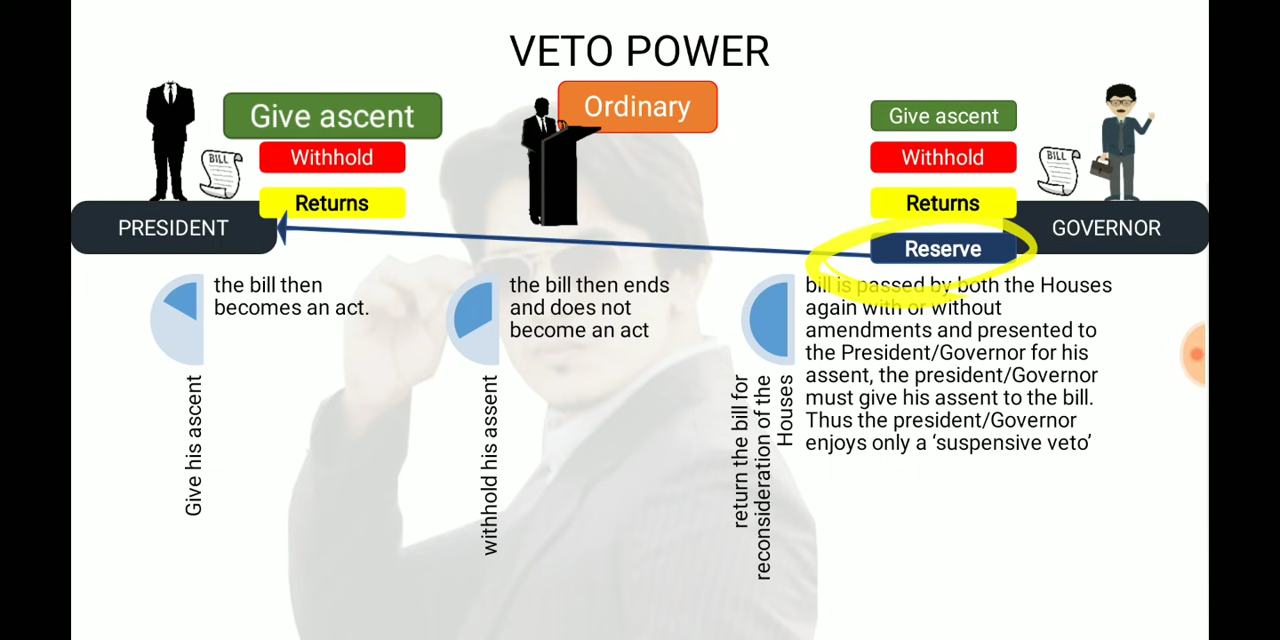 VETO POWER
Give ascent
Withhold
Returns
BILL
PRESIDENT
Ordinary
Give ascent
Withhold
Returns
Reserve
BILL
GOVERNOR
the bill then
becomes an act.
Give his ascent
the bill then ends
and does not
become an act
withhold his assent
bill is passed by both the Houses
again with or without
amendments and presented to
the President/Governor for his
assent, the president/Governor
must give his assent to the bill.
Thus the president/Governor
enjoys only a ‘suspensive veto’
return the bill for
reconsideration of the
Houses